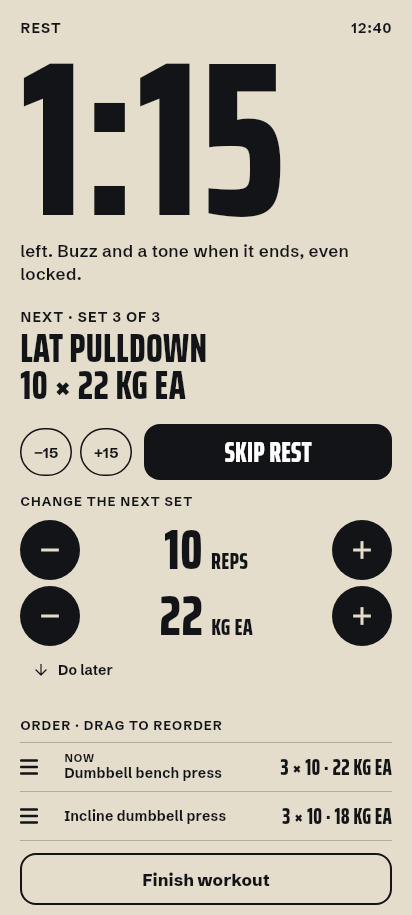 REST
12:40
1:15
left. Buzz and a tone when it ends, even
locked.
NEXT · SET 3 OF 3
LAT PULLDOWN
10 × 22 KG EA
−15
+15
SKIP REST
CHANGE THE NEXT SET
− 10 REPS +
− 22 KG EA +
↓ Do later
ORDER · DRAG TO REORDER
NOW
Dumbbell bench press 3 × 10 · 22 KG EA
Incline dumbbell press 3 × 10 · 18 KG EA
Finish workout